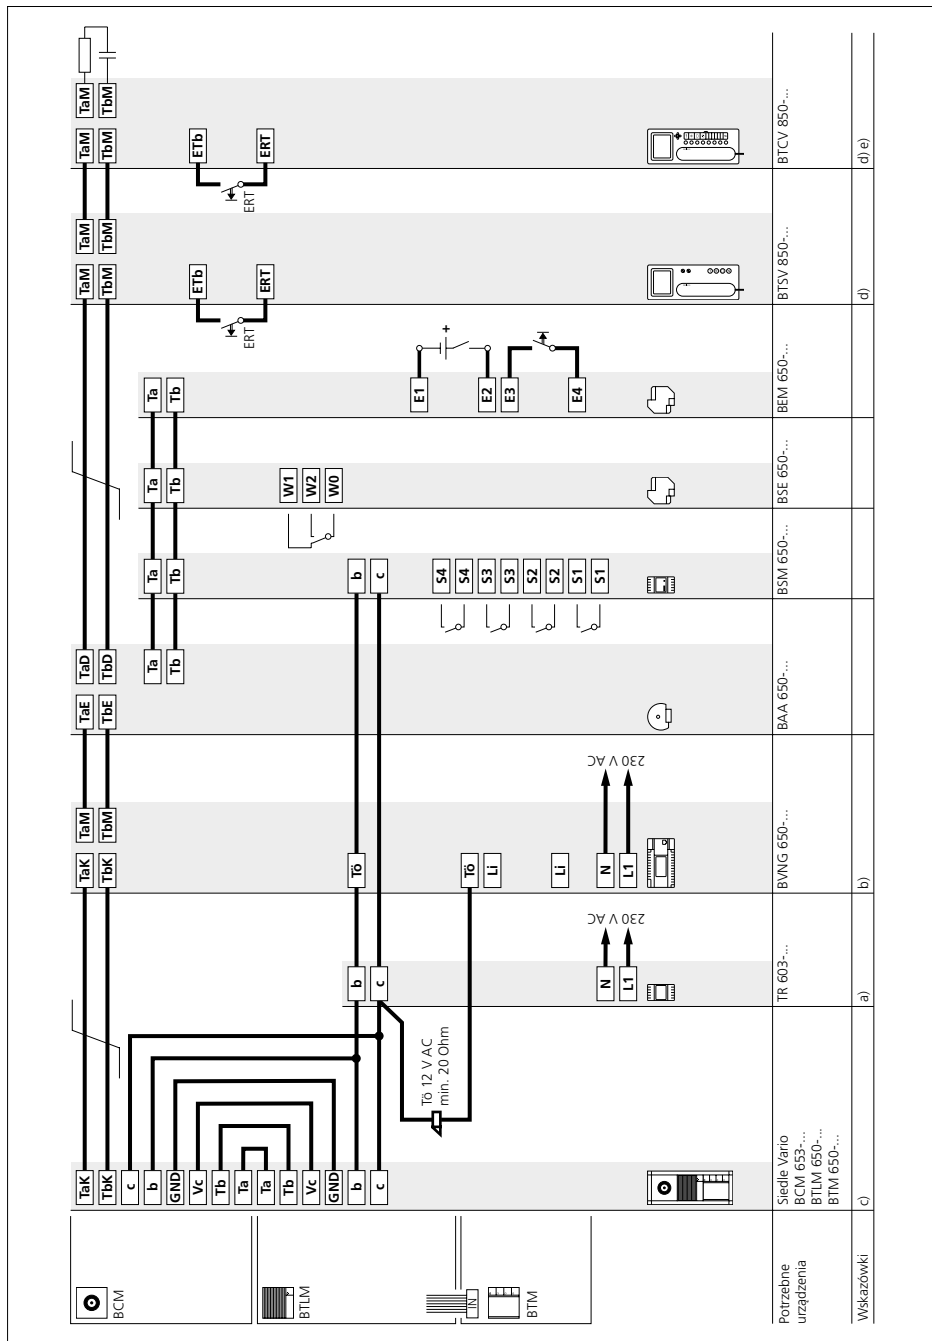 BCM
BTLM
IN
BTM
TaK
TbK
c
b
GND
Vc
Tb
Ta
Ta
Tb
Vc
GND
b
c
Tö 12 V AC
min. 20 Ohm
b
c
N
L1
230 V AC
TaK
TbK
Tö
Tö
Li
Li
N
L1
230 V AC
TaM
TbM
TaE
TbE
TaD
TbD
Ta
Tb
Ta
Tb
b
c
S4
S4
S3
S3
S2
S2
S1
S1
Ta
Tb
W1
W2
W0
Ta
Tb
E1
E2
E3
E4
+
TaM
TbM
TaM
TbM
ETb
ERT
ERT
TaM
TbM
TaM
TbM
ETb
ERT
ERT
Potrzebne
urządzenia
Siedle Vario
BCM 653-...
BTLM 650-...
BTM 650-...
TR 603-...
BVNG 650-...
BAA 650-...
BSM 650-...
BSE 650-...
BEM 650-...
BTSV 850-...
BTCV 850-...
Wskazówki
c)
a)
b)
d)
d) e)